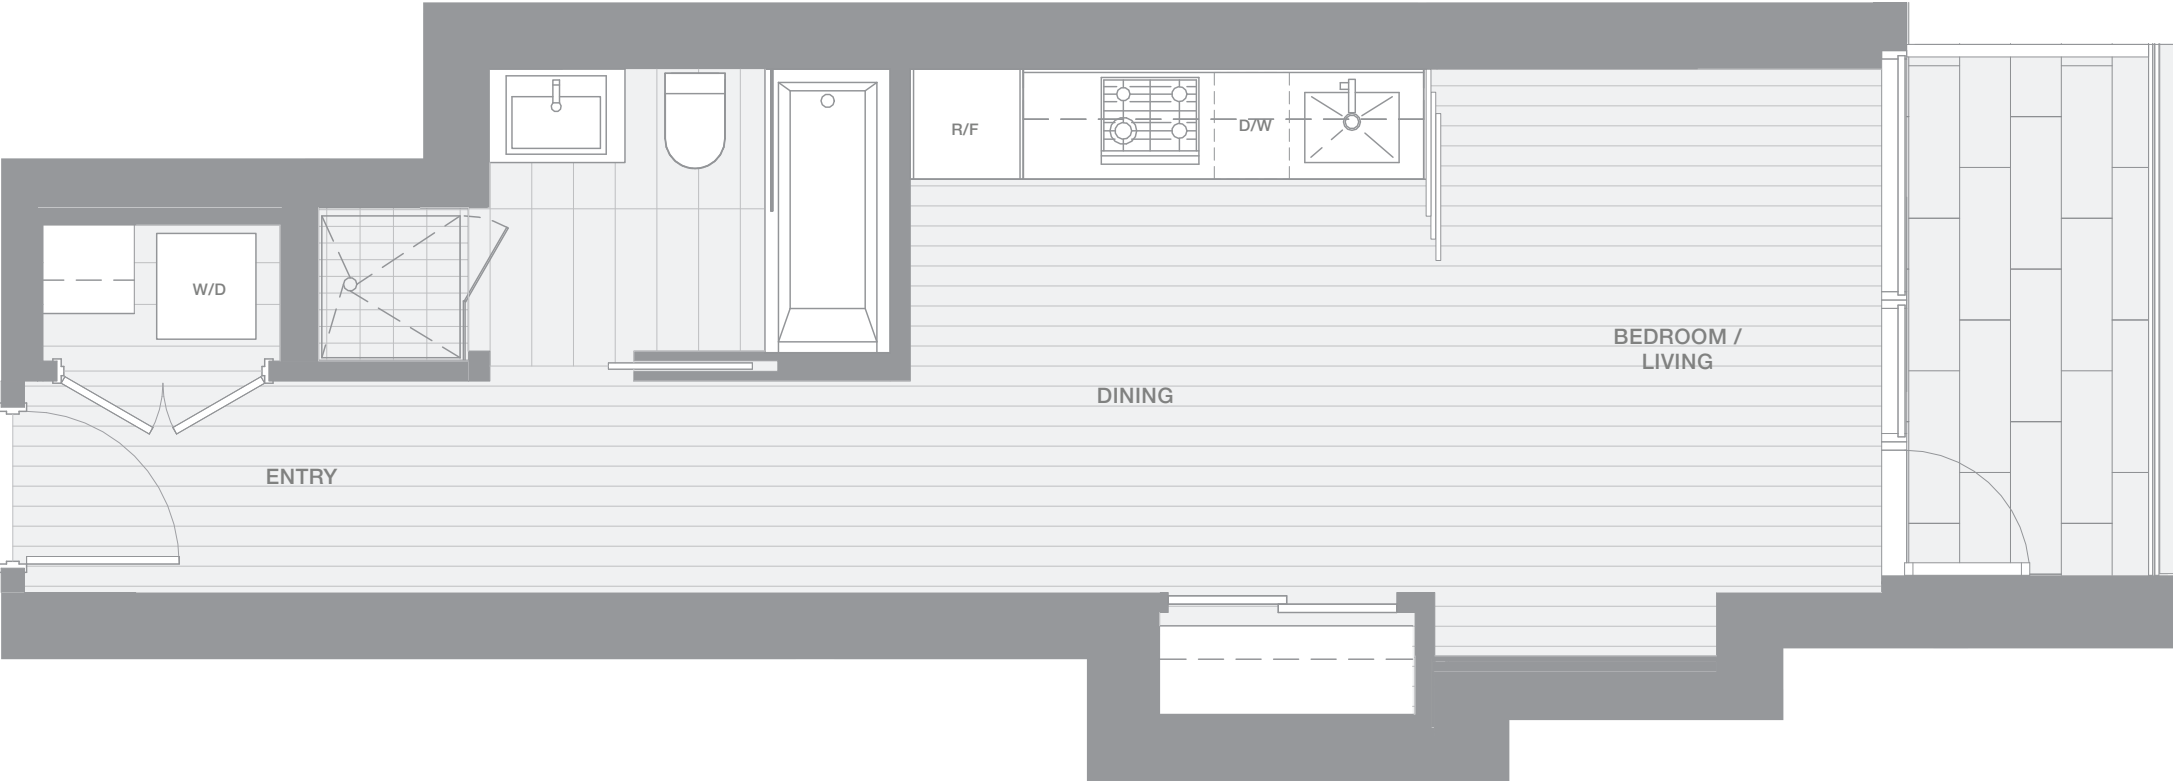 R/F
D/W
W/D
BEDROOM /
LIVING
DINING
ENTRY